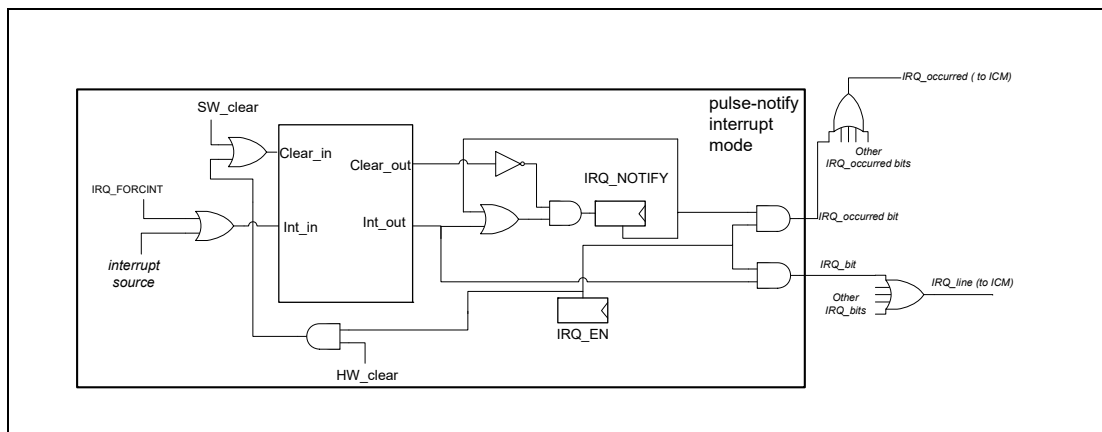 IRQ_occurred ( to ICM)
pulse-notify
interrupt
mode
SW_clear
Other
IRQ_occurred bits
Clear_in
Clear_out
IRQ_NOTIFY
IRQ_FORCINT
IRQ_occurred bit
Int_in
Int_out
interrupt
source
IRQ_bit
IRQ_line (to ICM)
Other
IRQ_bits
IRQ_EN
HW_clear